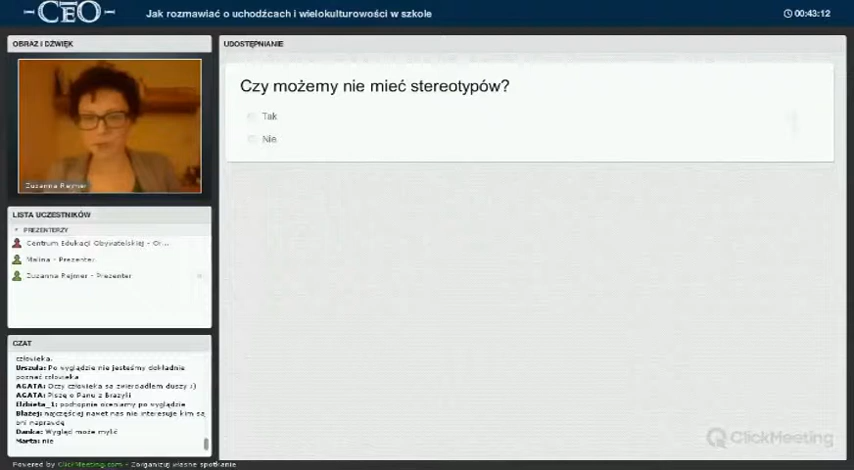 CEO
Jak rozmawiać o uchodźcach i wielokulturowości w szkole
00:43:12
OBRAZ I DŹWIĘK
Zuzanna Rejmer
UDOSTĘPNIANIE
Czy możemy nie mieć stereotypów?
Tak
Nie
LISTA UCZESTNIKÓW
PREZENTERZY
Centrum Edukacji Obywatelskiej - Or...
Malina - Prezenter
Zuzanna Rejmer - Prezenter
CZAT
człowieka.
Urszula: Po wyglądzie nie jesteśmy dokładnie
poznać człowieka
AGATA: Oczy człowieka są zwierciadłem duszy :)
AGATA: Piszę o Panu z Brazylii
Elżbieta_1: pochopnie oceniamy po wyglądzie
Błażej: najczęściej nawet nas nie interesuje kim są
oni naprawdę
Danka: Wygląd może mylić
Marta: nie
ClickMeeting
Powered by ClickMeeting.com - Zorganizuj własne spotkanie